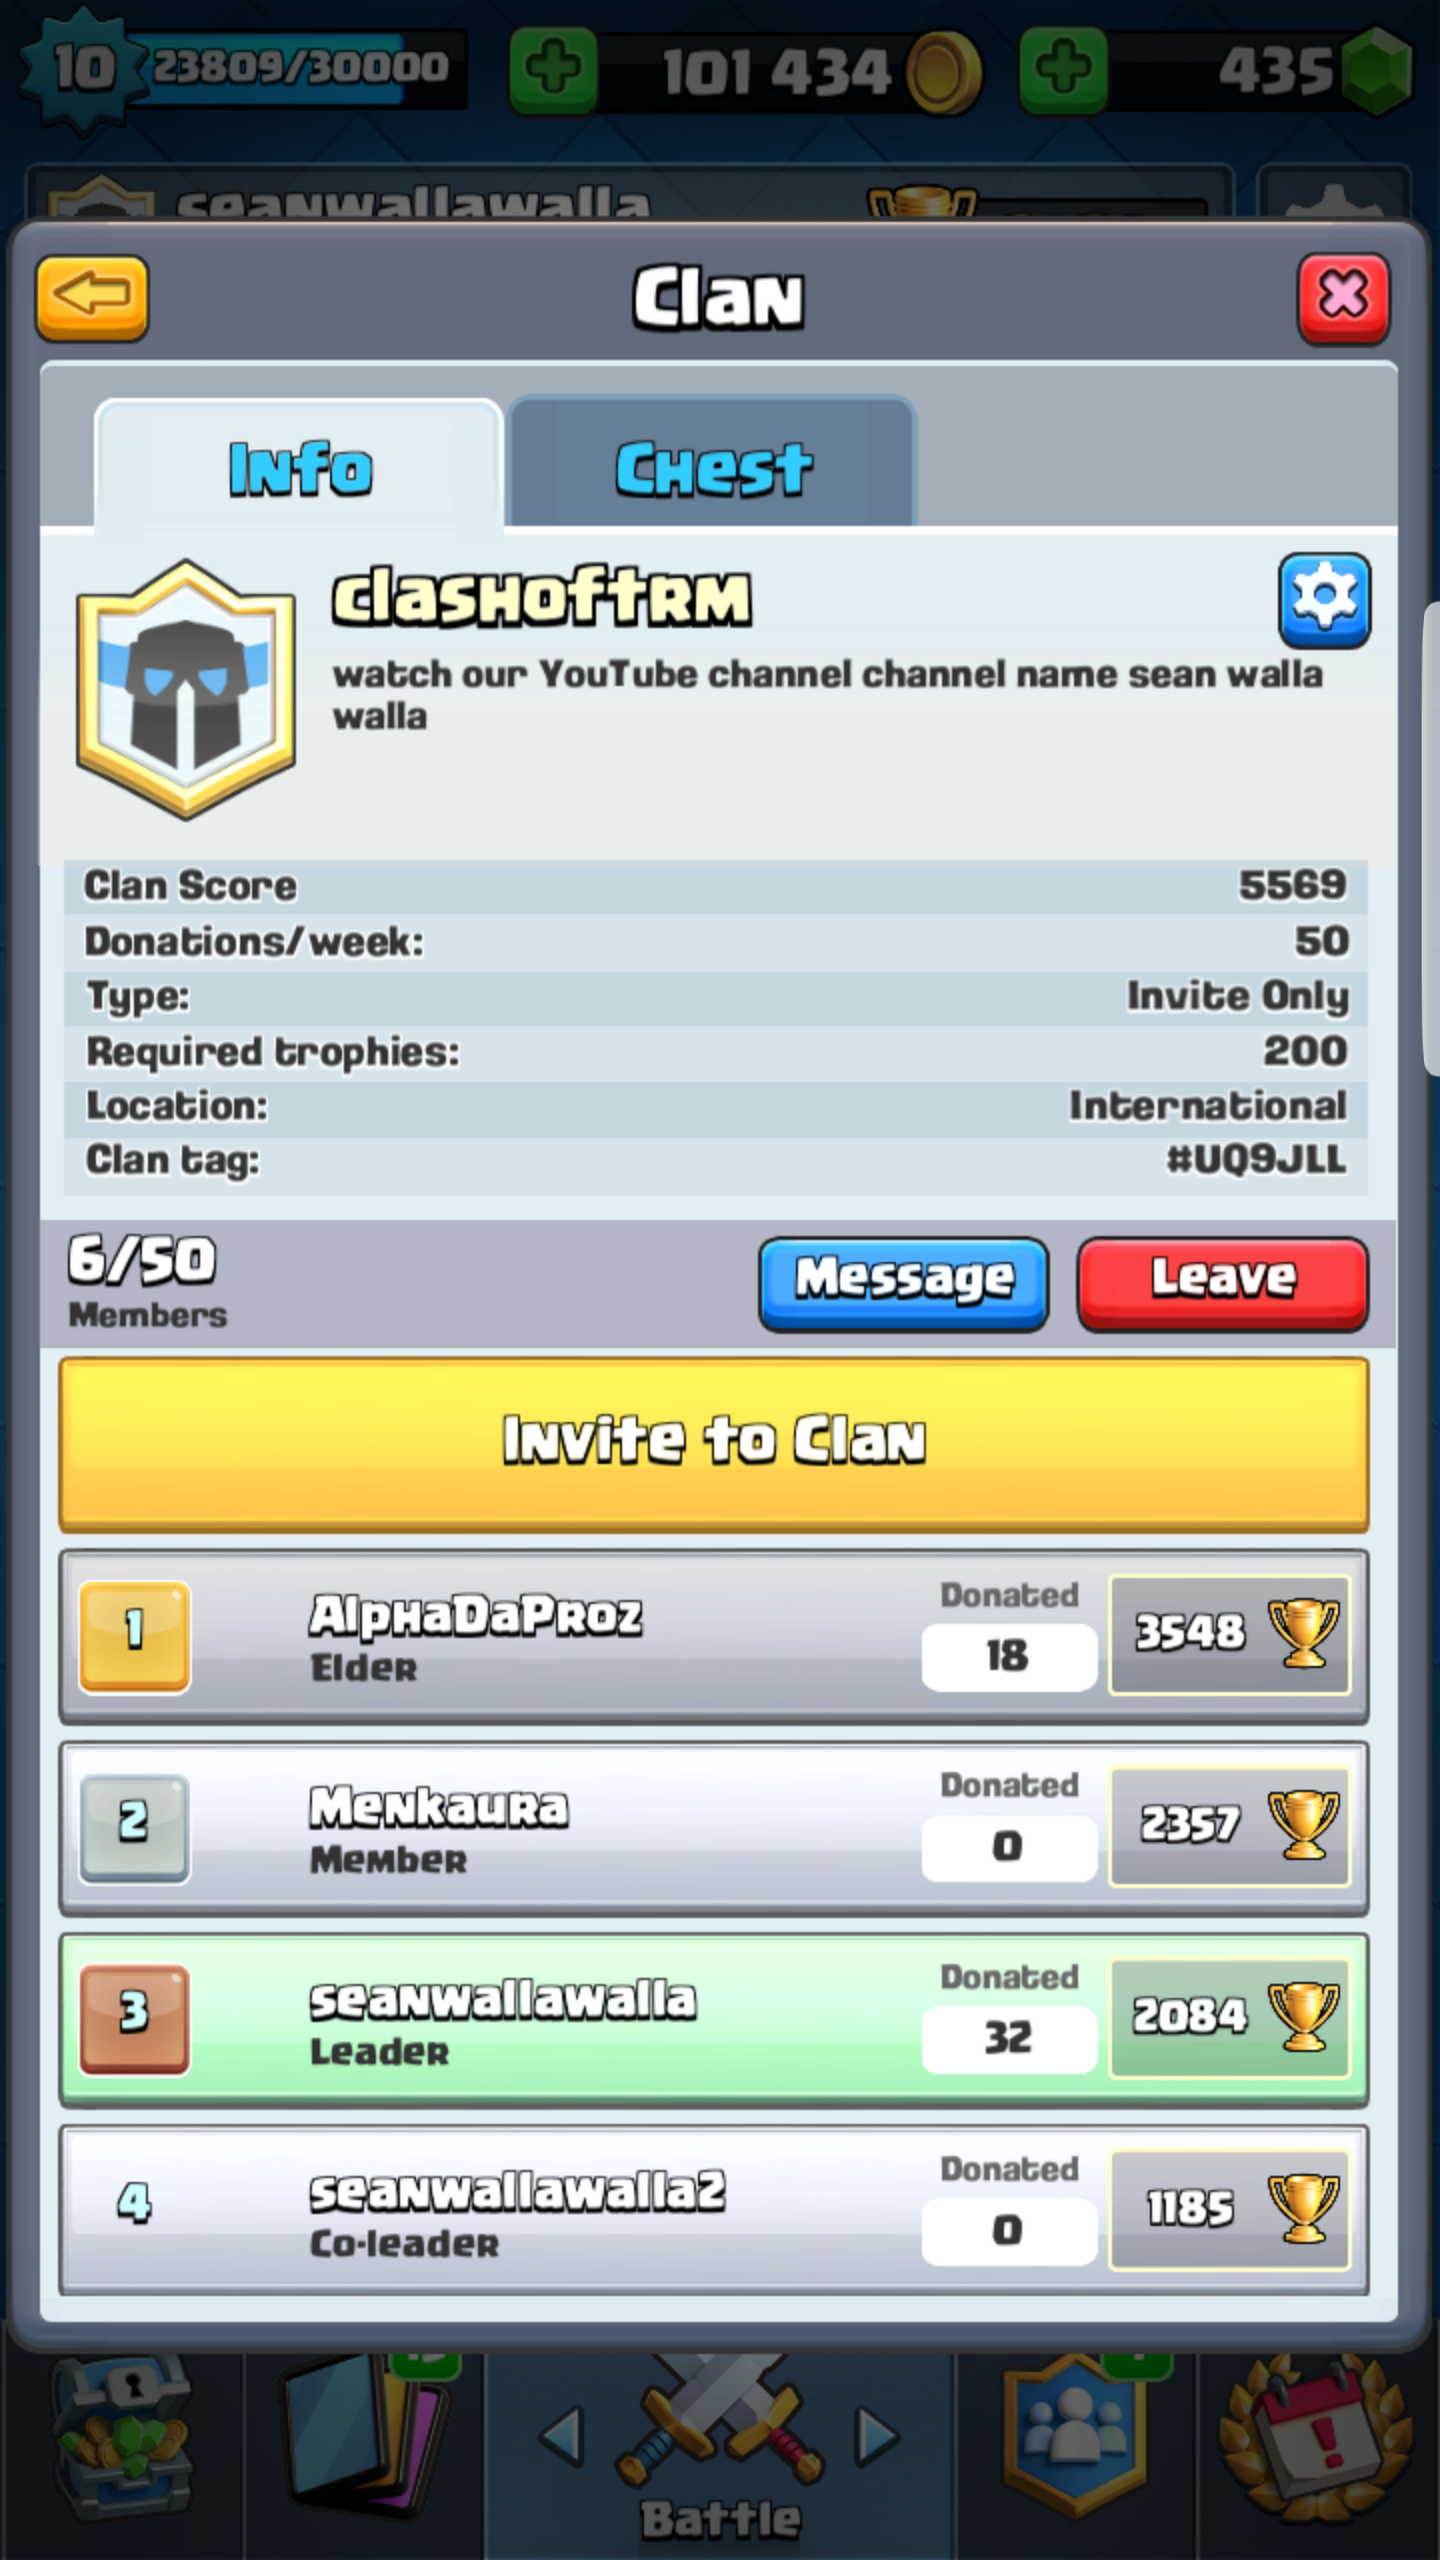 10 23809/30000 101 434 435
seanwallawalla
Clan
Info Chest
clashoftrm
watch our YouTube channel channel name sean walla
walla
Clan Score 5569
Donations/week: 50
Type: Invite Only
Required trophies: 200
Location: International
Clan tag: #UQ9JLL
6/50
Members
Message Leave
Invite to Clan
1 AlphaDaProz Donated 18 3548
Elder
2 Menkaura Donated 0 2357
Member
3 seanwallawalla Donated 32 2084
Leader
4 seanwallawalla2 Donated 0 1185
Co-leader
Battle